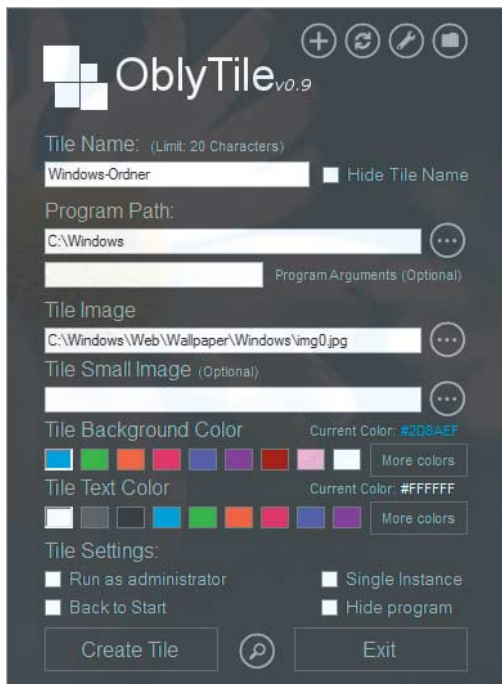 OblyTile v0.9
Tile Name: (Limit: 20 Characters)
Windows-Ordner
Hide Tile Name
Program Path:
C:\Windows
Program Arguments (Optional)
Tile Image
C:\Windows\Web\Wallpaper\Windows\img0.jpg
Tile Small Image (Optional)
Tile Background Color Current Color: #2D8AEF
More colors
Tile Text Color Current Color: #FFFFFF
More colors
Tile Settings:
Run as administrator Single Instance
Back to Start Hide program
Create Tile Exit